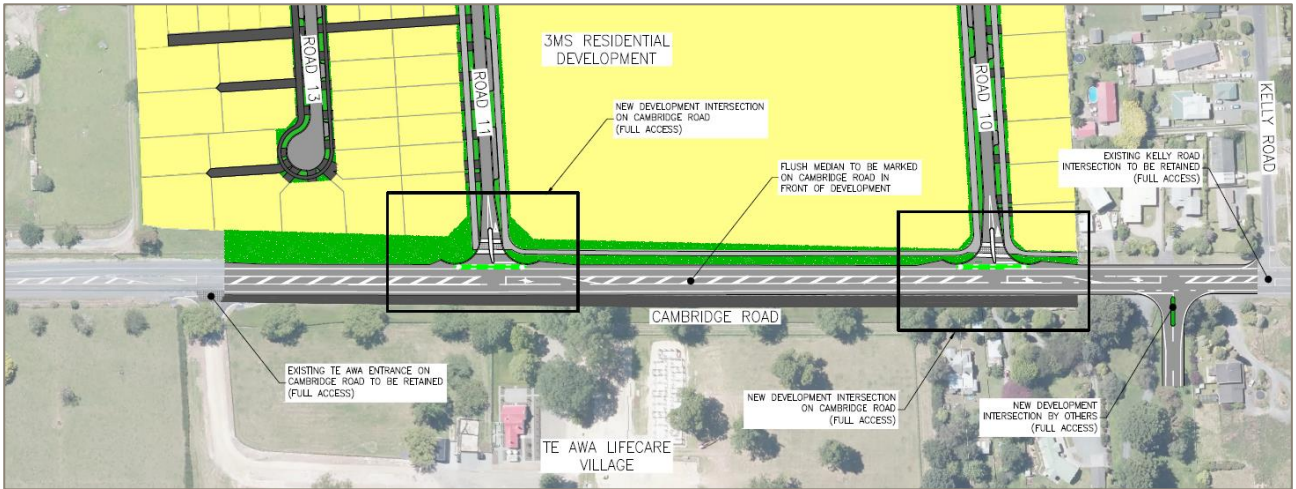 3MS RESIDENTIAL
DEVELOPMENT
ROAD 13
ROAD 11
ROAD 10
KELLY ROAD
NEW DEVELOPMENT INTERSECTION
ON CAMBRIDGE ROAD
(FULL ACCESS)
FLUSH MEDIAN TO BE MARKED
ON CAMBRIDGE ROAD IN
FRONT OF DEVELOPMENT
EXISTING KELLY ROAD
INTERSECTION TO BE RETAINED
(FULL ACCESS)
CAMBRIDGE ROAD
EXISTING TE AWA ENTRANCE ON
CAMBRIDGE ROAD TO BE RETAINED
(FULL ACCESS)
TE AWA LIFECARE
VILLAGE
NEW DEVELOPMENT INTERSECTION
ON CAMBRIDGE ROAD
(FULL ACCESS)
NEW DEVELOPMENT
INTERSECTION BY OTHERS
(FULL ACCESS)